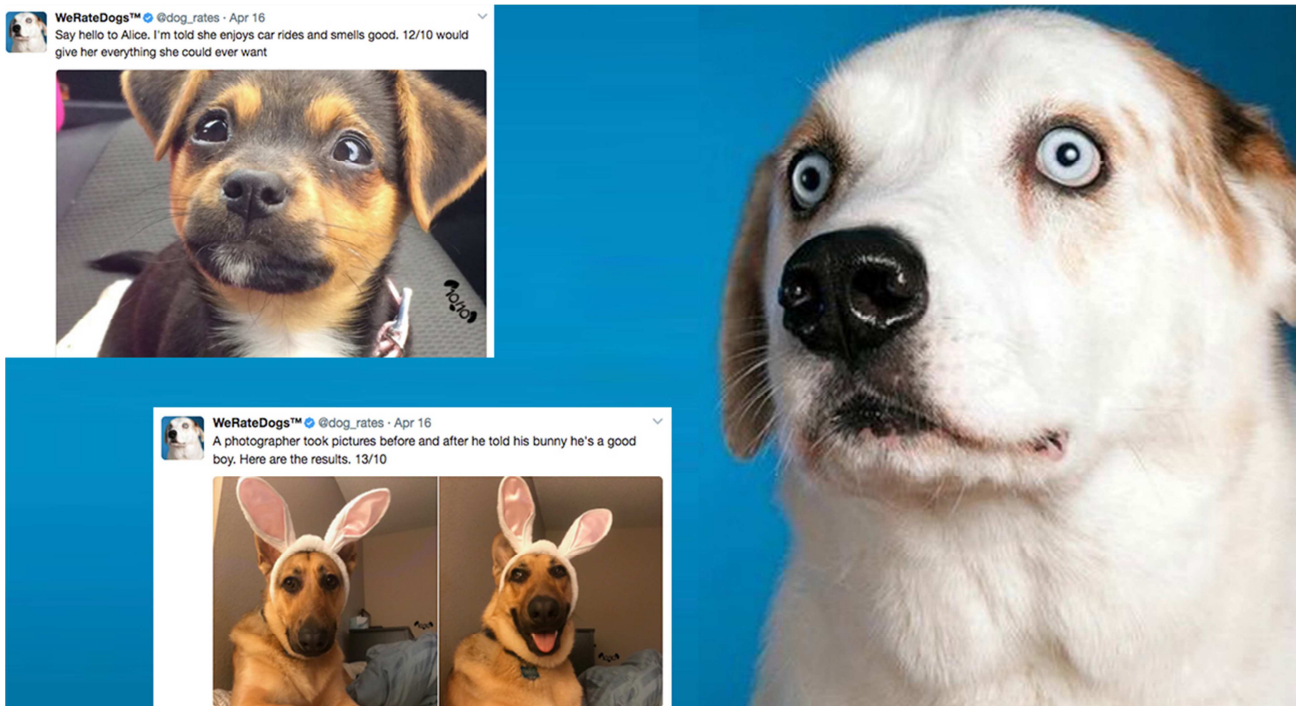 WeRateDogs™ @dog_rates · Apr 16
Say hello to Alice. I'm told she enjoys car rides and smells good. 12/10 would
give her everything she could ever want
10/10
WeRateDogs™ @dog_rates · Apr 16
A photographer took pictures before and after he told his bunny he's a good
boy. Here are the results. 13/10